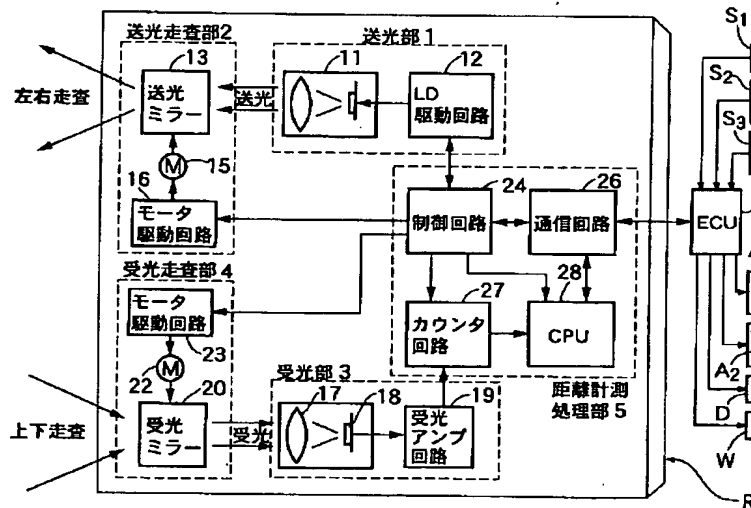 送光走査部2
送光部1
13
11
12
S1
送光
ミラー
送光
LD
駆動回路
S2
左右走査
M
15
S3
16
モータ
駆動回路
24
26
制御回路
通信回路
ECU
受光走査部4
モータ
駆動回路
27
28
23
カウンタ
回路
CPU
22
M
20
受光部3
17
18
19
距離計測
処理部5
A2
上下走査
受光
ミラー
受光
受光
アンプ
回路
D
W
R